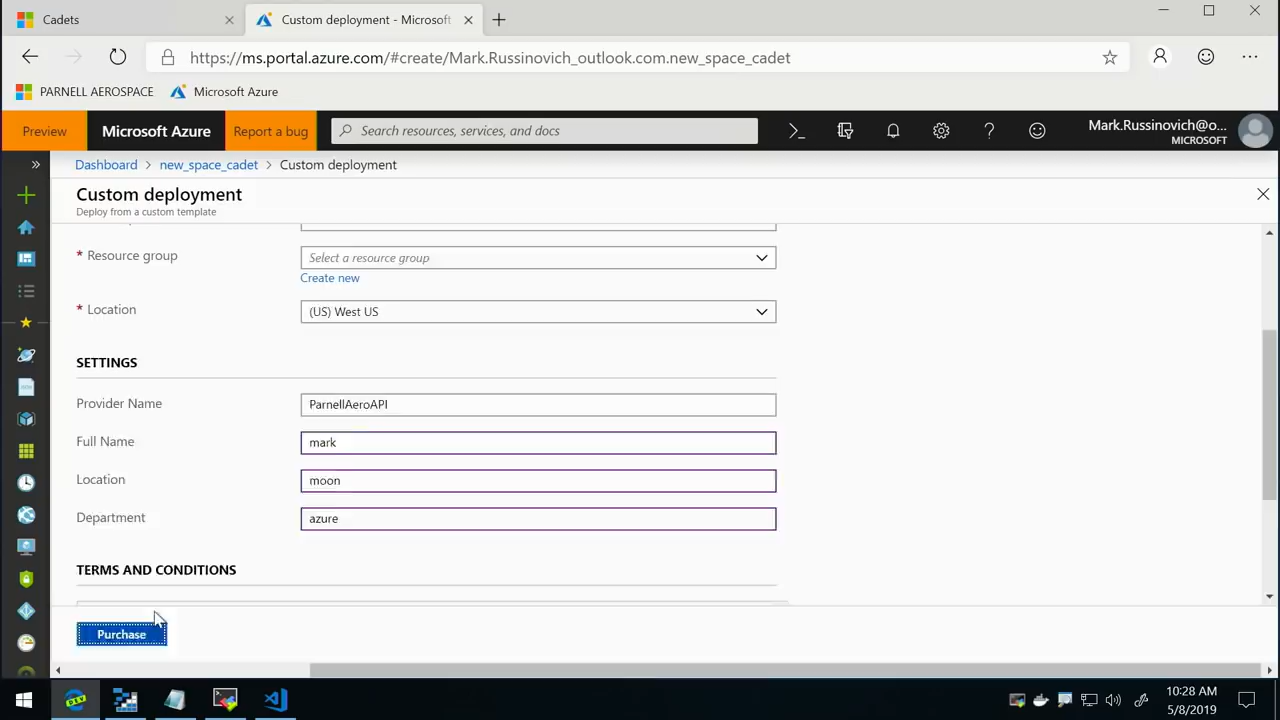 Cadets
Custom deployment - Microsoft
https://ms.portal.azure.com/#create/Mark.Russinovich_outlook.com.new_space_cadet
PARNELL AEROSPACE
Microsoft Azure
Preview
Microsoft Azure
Report a bug
Search resources, services, and docs
Mark.Russinovich@o...
MICROSOFT
Dashboard > new_space_cadet > Custom deployment
Custom deployment
Deploy from a custom template
* Resource group
Select a resource group
Create new
* Location
(US) West US
SETTINGS
Provider Name
ParnellAeroAPI
Full Name
mark
Location
moon
Department
azure
TERMS AND CONDITIONS
Purchase
DEV
10:28 AM
5/8/2019